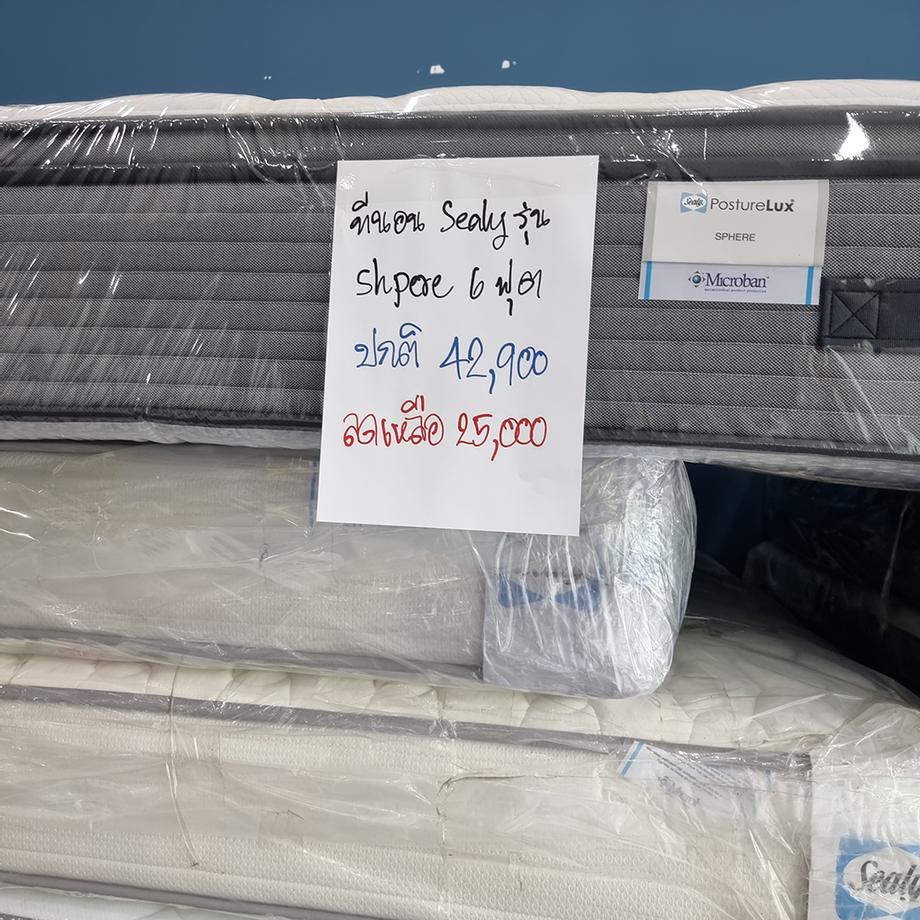 ที่นอน Sealy รุ่น
Shpere 6 ฟุต
ปกติ 42,900
ลดเหลือ 25,000
Sealy PostureLux
SPHERE
Microban
Sealy